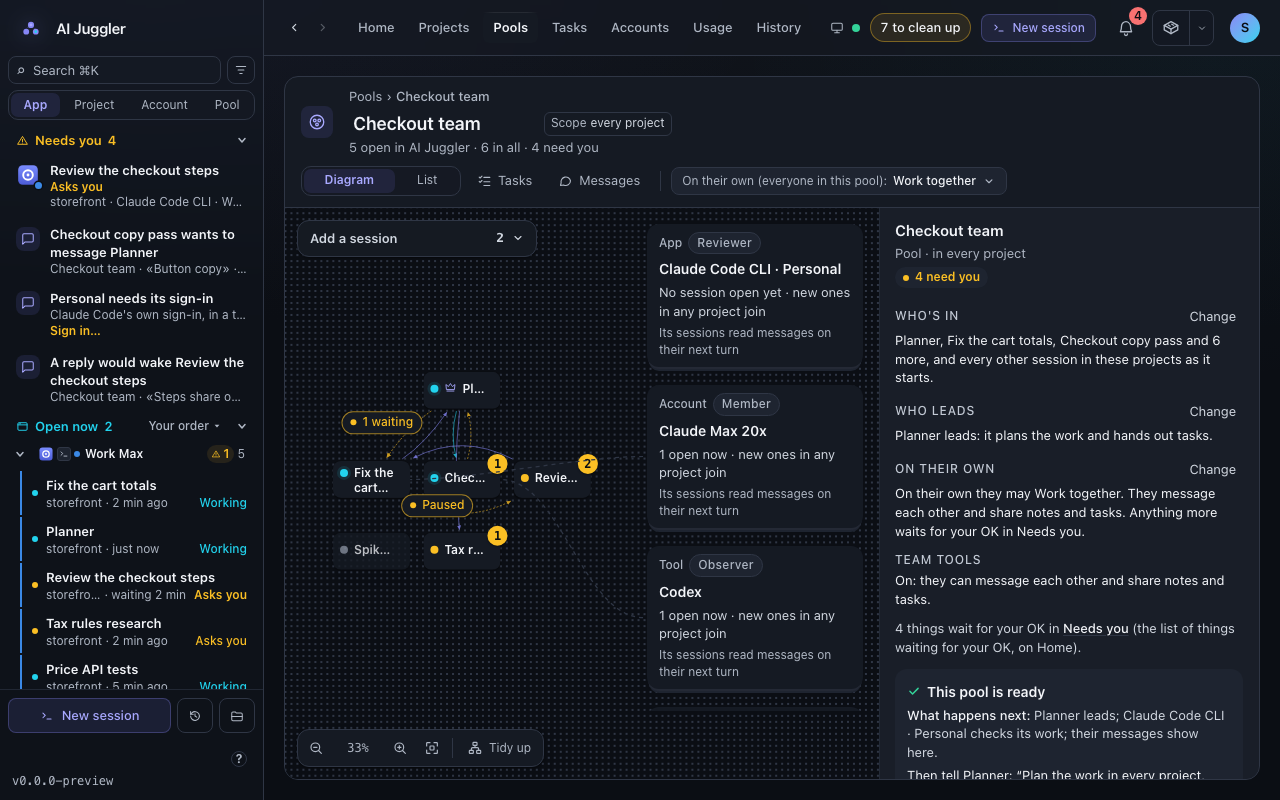 AI Juggler
Search ⌘K
App Project Account Pool
Needs you 4
Review the checkout steps
Asks you
storefront · Claude Code CLI · W...
Checkout copy pass wants to
message Planner
Checkout team · «Button copy» ·...
Personal needs its sign-in
Claude Code's own sign-in, in a t...
Sign in...
A reply would wake Review the
checkout steps
Checkout team · «Steps share o...
Open now 2 Your order
Work Max 1 5
Fix the cart totals
storefront · 2 min ago Working
Planner
storefront · just now Working
Review the checkout steps
storefro... · waiting 2 min Asks you
Tax rules research
storefront · 2 min ago Asks you
Price API tests
storefront · 5 min ago Working
New session
?
v0.0.0-preview
Home Projects Pools Tasks Accounts Usage History
7 to clean up
New session
4
S
Pools › Checkout team
Checkout team
Scope every project
5 open in AI Juggler · 6 in all · 4 need you
Diagram List Tasks Messages
On their own (everyone in this pool): Work together
Add a session 2
Pl...
1 waiting
Fix the
cart...
Chec...
1
Revie...
2
Paused
Spik...
Tax r...
1
33%
Tidy up
App Reviewer
Claude Code CLI · Personal
No session open yet · new ones
in any project join
Its sessions read messages on
their next turn
Account Member
Claude Max 20x
1 open now · new ones in any
project join
Its sessions read messages on
their next turn
Tool Observer
Codex
1 open now · new ones in any
project join
Its sessions read messages on
their next turn
Checkout team
Pool · in every project
4 need you
WHO'S IN Change
Planner, Fix the cart totals, Checkout copy pass and 6
more, and every other session in these projects as it
starts.
WHO LEADS Change
Planner leads: it plans the work and hands out tasks.
ON THEIR OWN Change
On their own they may Work together. They message
each other and share notes and tasks. Anything more
waits for your OK in Needs you.
TEAM TOOLS
On: they can message each other and share notes and
tasks.
4 things wait for your OK in Needs you (the list of things
waiting for your OK, on Home).
This pool is ready
What happens next: Planner leads; Claude Code CLI
· Personal checks its work; their messages show
here.
Then tell Planner: “Plan the work in every project.